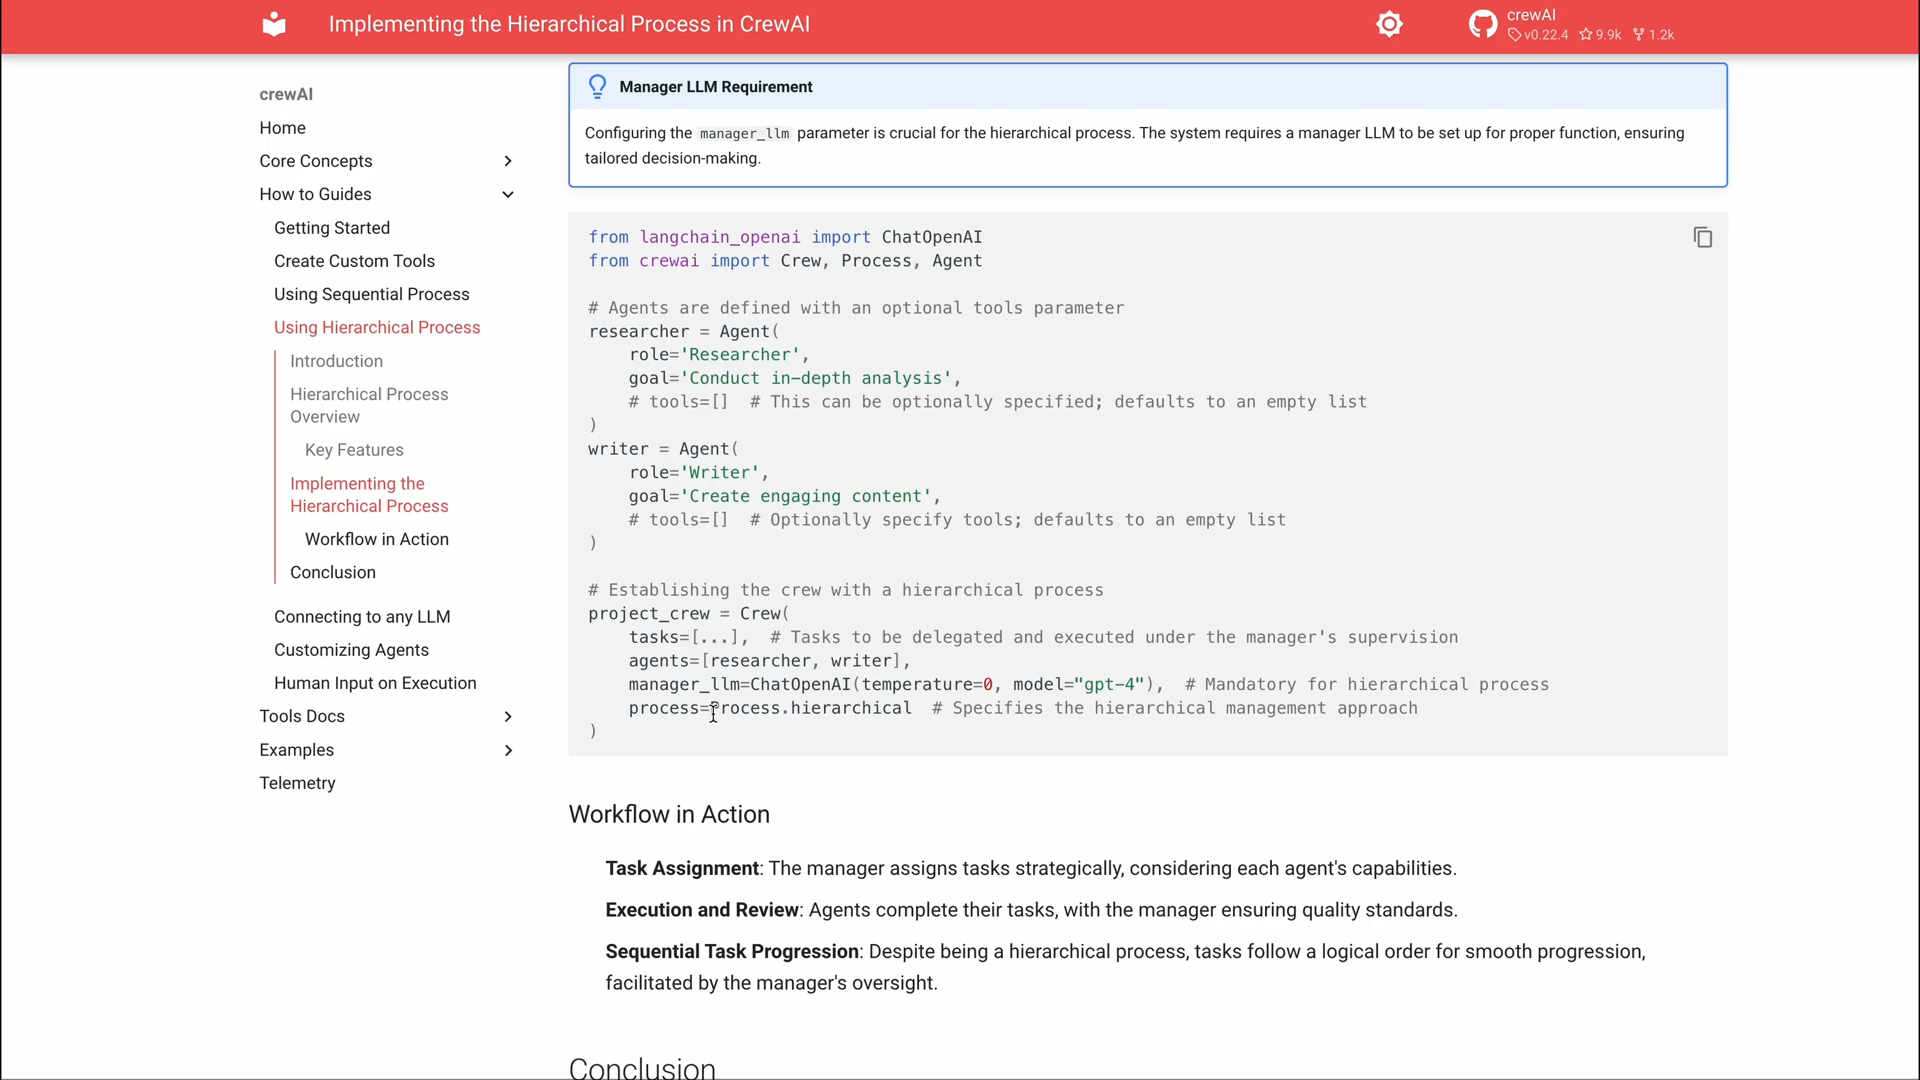 Implementing the Hierarchical Process in CrewAI
crewAI
v0.22.4 9.9k 1.2k
crewAI
Home
Core Concepts
How to Guides
Getting Started
Create Custom Tools
Using Sequential Process
Using Hierarchical Process
Introduction
Hierarchical Process
Overview
Key Features
Implementing the
Hierarchical Process
Workflow in Action
Conclusion
Connecting to any LLM
Customizing Agents
Human Input on Execution
Tools Docs
Examples
Telemetry
Manager LLM Requirement
Configuring the manager_llm parameter is crucial for the hierarchical process. The system requires a manager LLM to be set up for proper function, ensuring
tailored decision-making.
from langchain_openai import ChatOpenAI
from crewai import Crew, Process, Agent
# Agents are defined with an optional tools parameter
researcher = Agent(
    role='Researcher',
    goal='Conduct in-depth analysis',
    # tools=[]  # This can be optionally specified; defaults to an empty list
)
writer = Agent(
    role='Writer',
    goal='Create engaging content',
    # tools=[]  # Optionally specify tools; defaults to an empty list
)
# Establishing the crew with a hierarchical process
project_crew = Crew(
    tasks=[...],  # Tasks to be delegated and executed under the manager's supervision
    agents=[researcher, writer],
    manager_llm=ChatOpenAI(temperature=0, model="gpt-4"),  # Mandatory for hierarchical process
    process=Process.hierarchical  # Specifies the hierarchical management approach
)
Workflow in Action
Task Assignment: The manager assigns tasks strategically, considering each agent's capabilities.
Execution and Review: Agents complete their tasks, with the manager ensuring quality standards.
Sequential Task Progression: Despite being a hierarchical process, tasks follow a logical order for smooth progression,
facilitated by the manager's oversight.
Conclusion